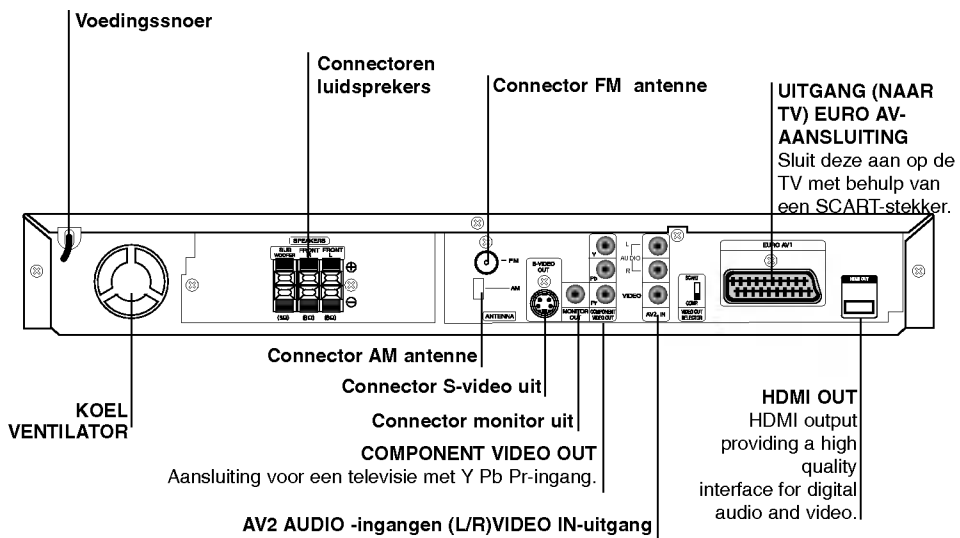 Voedingssnoer
Connectoren
luidsprekers
Connector FM antenne
UITGANG (NAAR
TV) EURO AV-
AANSLUITING
Sluit deze aan op de
TV met behulp van
een SCART-stekker.
SPEAKERS
SUB WOOFER
FRONT R
FRONT L
(3Ω) (8Ω) (8Ω)
FM
AM
ANTENNA
S-VIDEO
OUT
MONITOR
OUT
Y
Pb
Pr
COMPONENT
VIDEO OUT
L
AUDIO
R
VIDEO
AV2 IN
SCART
COMP.
VIDEO OUT
SELECTOR
EURO AV1
HDMI OUT
Connector AM antenne
Connector S-video uit
Connector monitor uit
COMPONENT VIDEO OUT
Aansluiting voor een televisie met Y Pb Pr-ingang.
AV2 AUDIO -ingangen (L/R)VIDEO IN-uitgang
KOEL
VENTILATOR
HDMI OUT
HDMI output
providing a high
quality
interface for digital
audio and video.